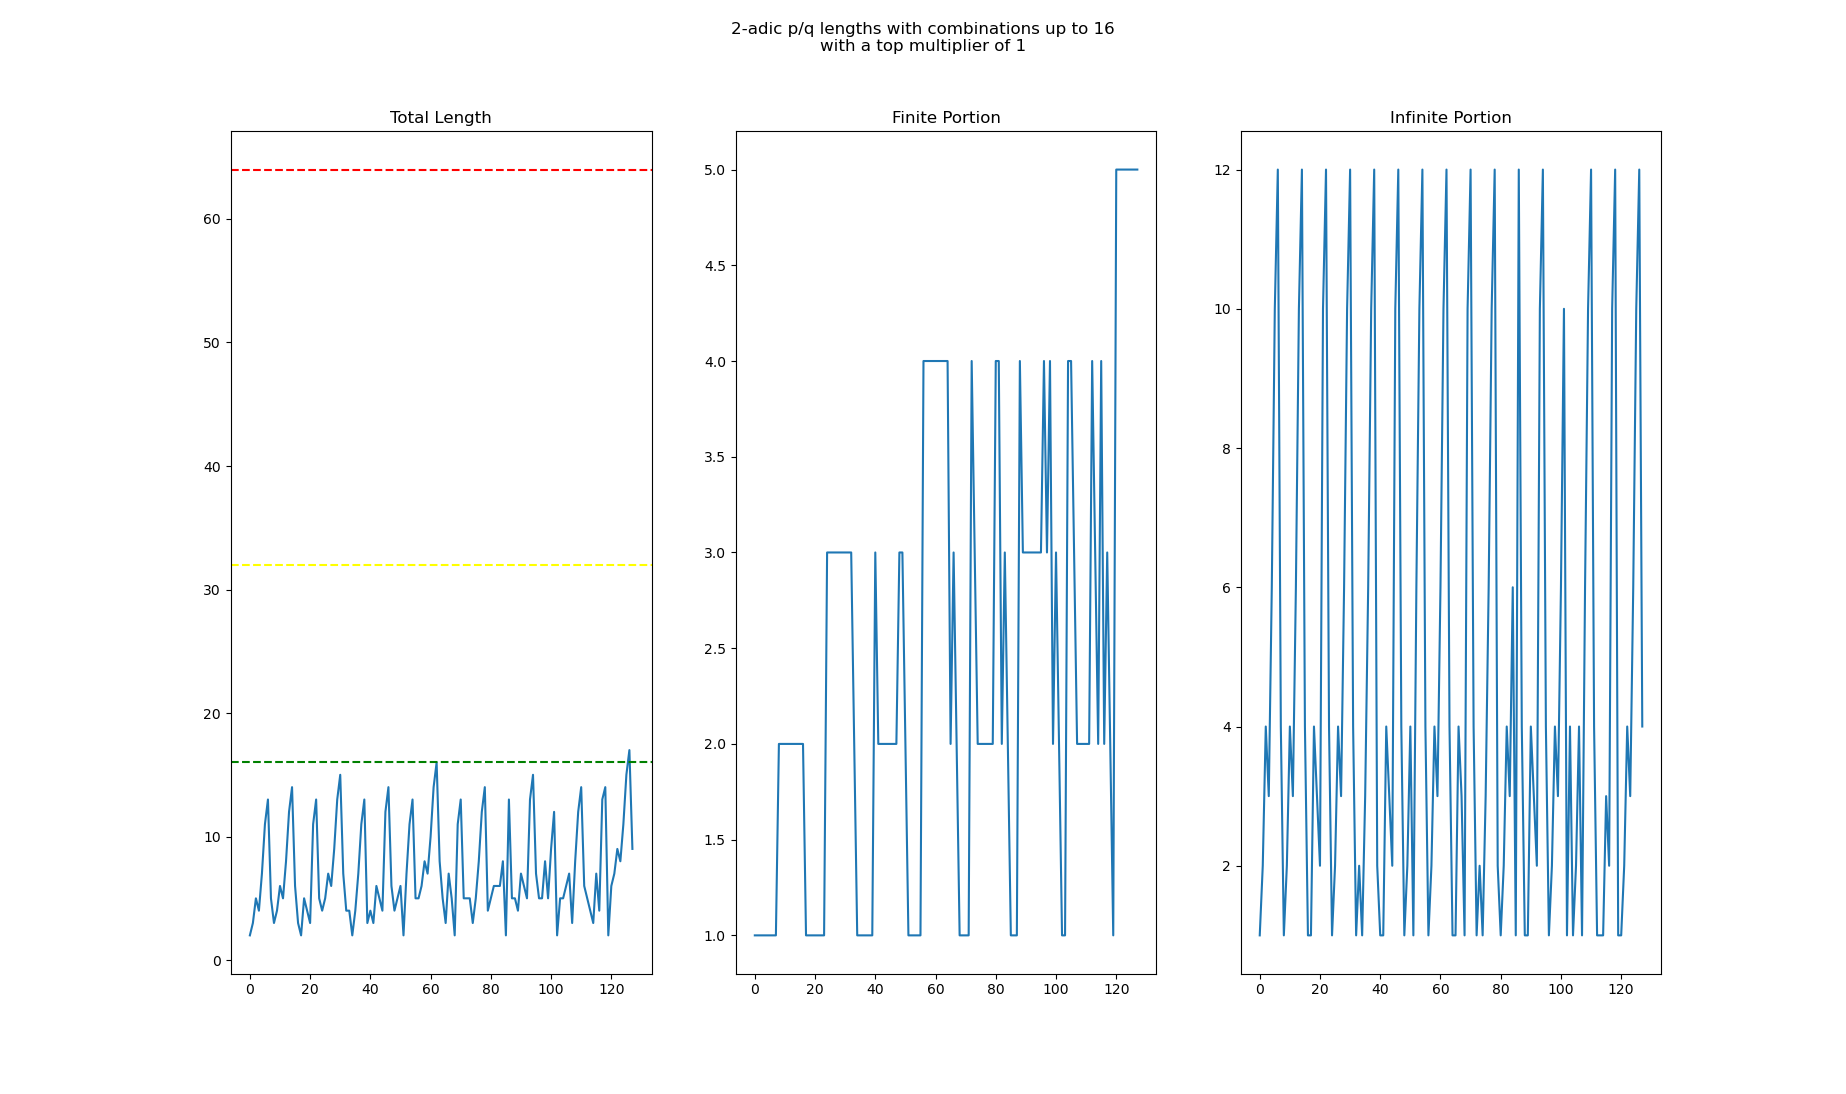 2-adic p/q lengths with combinations up to 16
with a top multiplier of 1
Total Length
60
50
40
30
20
10
0
0 20 40 60 80 100 120
Finite Portion
5.0
4.5
4.0
3.5
3.0
2.5
2.0
1.5
1.0
0 20 40 60 80 100 120
Infinite Portion
12
10
8
6
4
2
0 20 40 60 80 100 120